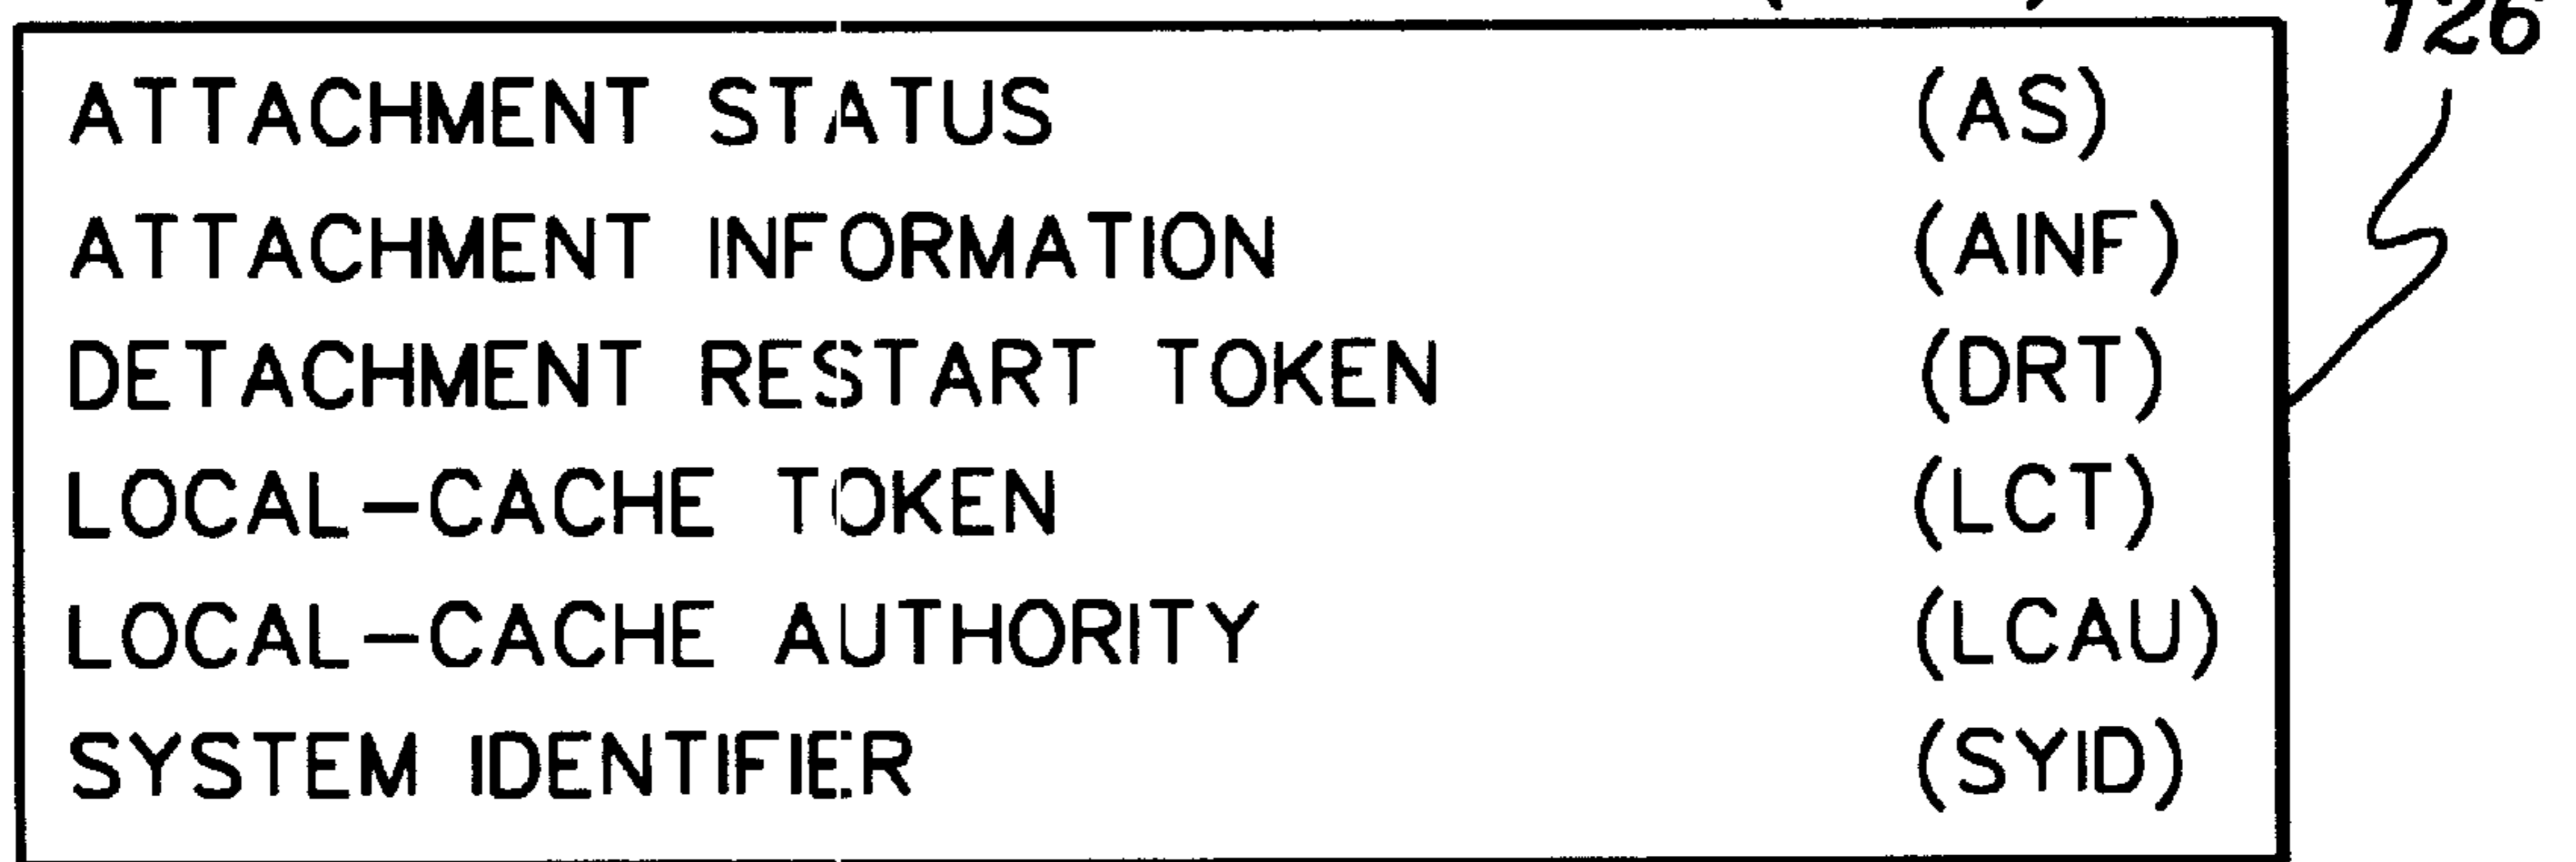 126
ATTACHMENT STATUS (AS)
ATTACHMENT INFORMATION (AINF)
DETACHMENT RESTART TOKEN (DRT)
LOCAL-CACHE TOKEN (LCT)
LOCAL-CACHE AUTHORITY (LCAU)
SYSTEM IDENTIFIER (SYID)